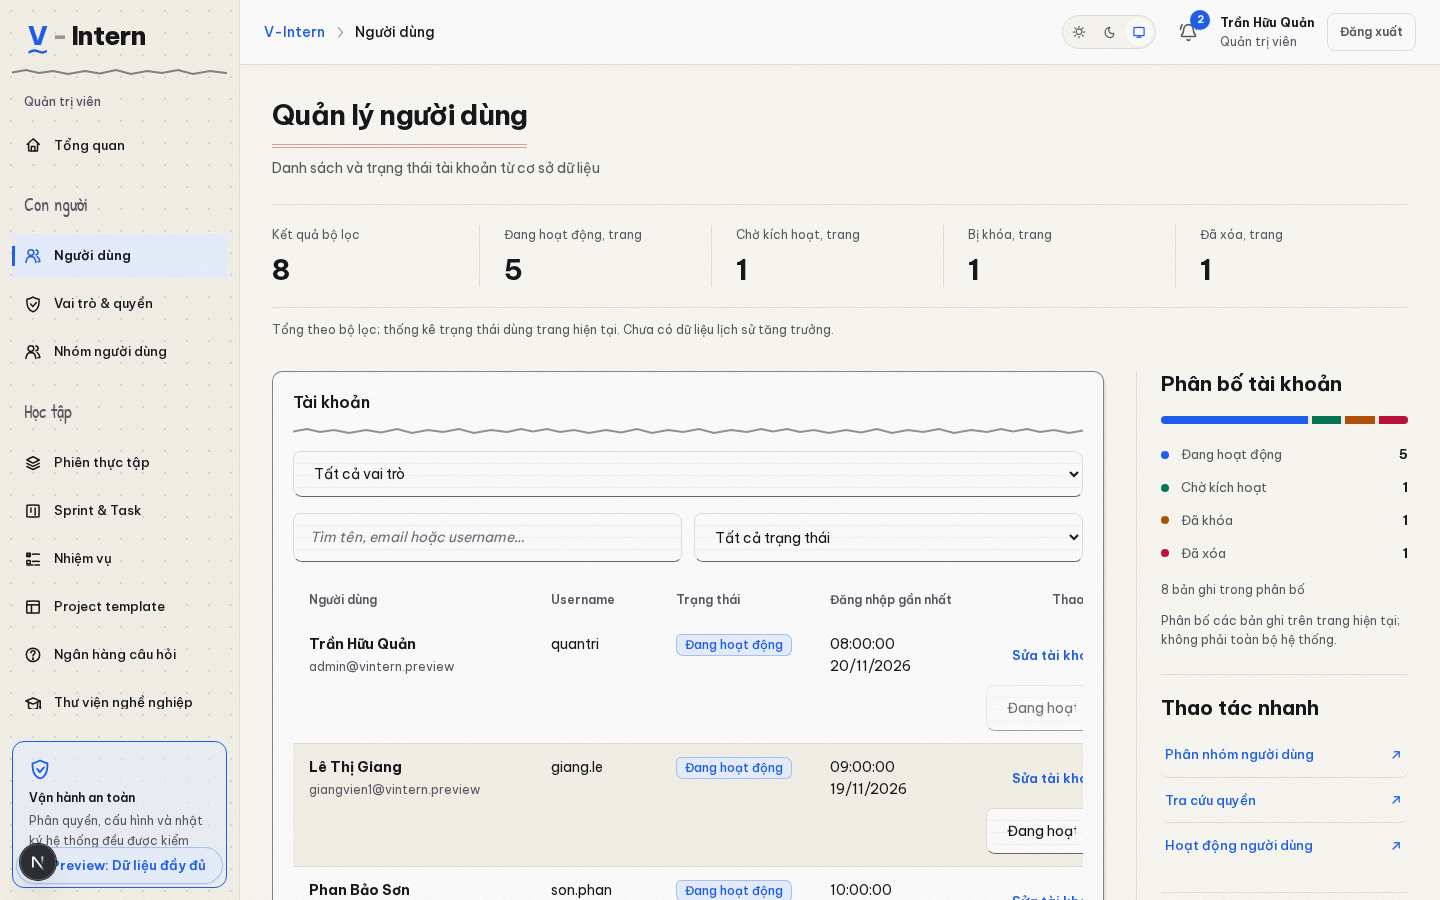 V - Intern
Quản trị viên
Tổng quan
Con người
Người dùng
Vai trò & quyền
Nhóm người dùng
Học tập
Phiên thực tập
Sprint & Task
Nhiệm vụ
Project template
Ngân hàng câu hỏi
Thư viện nghề nghiệp
Vận hành an toàn
Phân quyền, cấu hình và nhật
ký hệ thống đều được kiểm
Preview: Dữ liệu đầy đủ
N
V-Intern > Người dùng
2
Trần Hữu Quản
Quản trị viên
Đăng xuất
Quản lý người dùng
Danh sách và trạng thái tài khoản từ cơ sở dữ liệu
Kết quả bộ lọc
8
Đang hoạt động, trang
5
Chờ kích hoạt, trang
1
Bị khóa, trang
1
Đã xóa, trang
1
Tổng theo bộ lọc; thống kê trạng thái dùng trang hiện tại. Chưa có dữ liệu lịch sử tăng trưởng.
Tài khoản
Tất cả vai trò
Tìm tên, email hoặc username...
Tất cả trạng thái
Người dùng Username Trạng thái Đăng nhập gần nhất Thao
Trần Hữu Quản quantri Đang hoạt động 08:00:00
admin@vintern.preview 20/11/2026
Sửa tài kho
Đang hoạt
Lê Thị Giang giang.le Đang hoạt động 09:00:00
giangvien1@vintern.preview 19/11/2026
Sửa tài kho
Đang hoạt
Phan Bảo Sơn son.phan Đang hoạt động 10:00:00
Phân bố tài khoản
Đang hoạt động 5
Chờ kích hoạt 1
Đã khóa 1
Đã xóa 1
8 bản ghi trong phân bố
Phân bố các bản ghi trên trang hiện tại;
không phải toàn bộ hệ thống.
Thao tác nhanh
Phân nhóm người dùng
Tra cứu quyền
Hoạt động người dùng